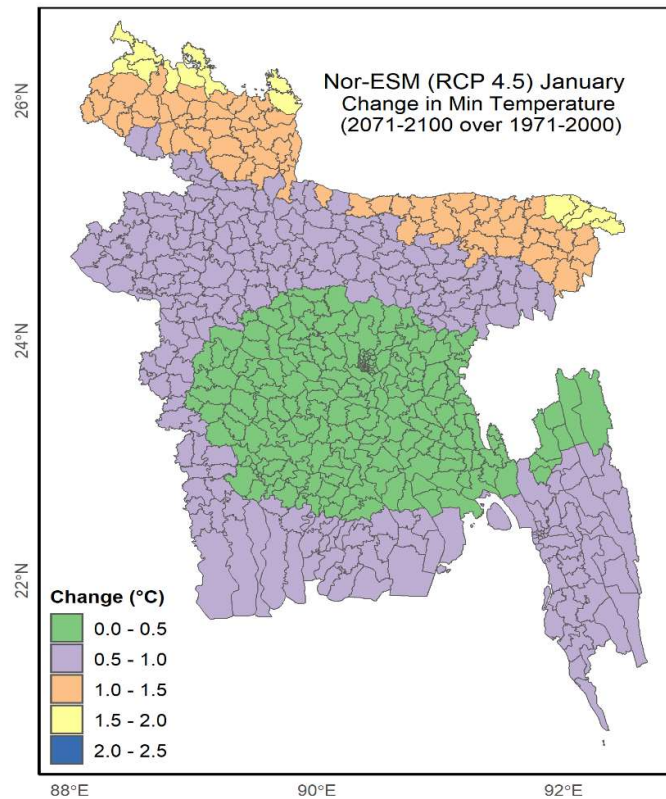 Nor-ESM (RCP 4.5) January
Change in Min Temperature
(2071-2100 over 1971-2000)
26°N
24°N
22°N
Change (°C)
0.0 - 0.5
0.5 - 1.0
1.0 - 1.5
1.5 - 2.0
2.0 - 2.5
88°E
90°E
92°E